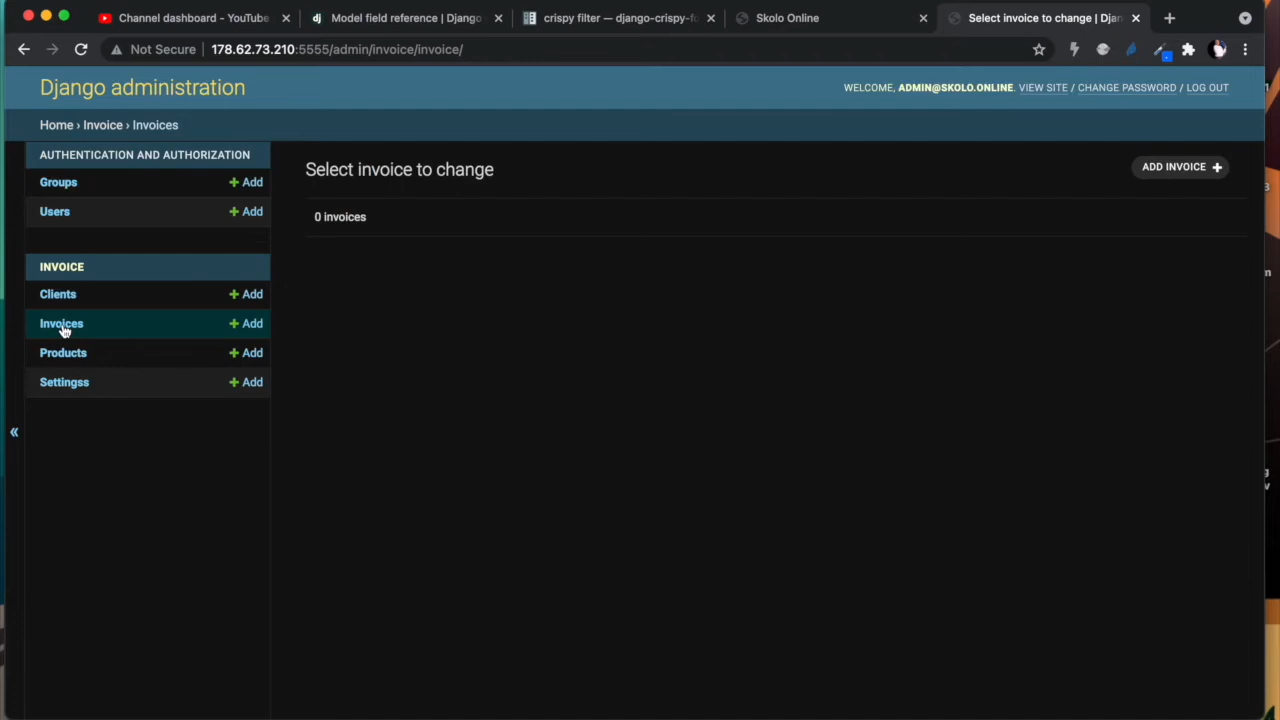 Channel dashboard - YouTube
Model field reference | Django
crispy filter — django-crispy-fo
Skolo Online
Select invoice to change | Djan
Not Secure
178.62.73.210:5555/admin/invoice/invoice/
Django administration
WELCOME, ADMIN@SKOLO.ONLINE. VIEW SITE / CHANGE PASSWORD / LOG OUT
Home › Invoice › Invoices
AUTHENTICATION AND AUTHORIZATION
Groups + Add
Users + Add
INVOICE
Clients + Add
Invoices + Add
Products + Add
Settingss + Add
«
Select invoice to change
ADD INVOICE +
0 invoices